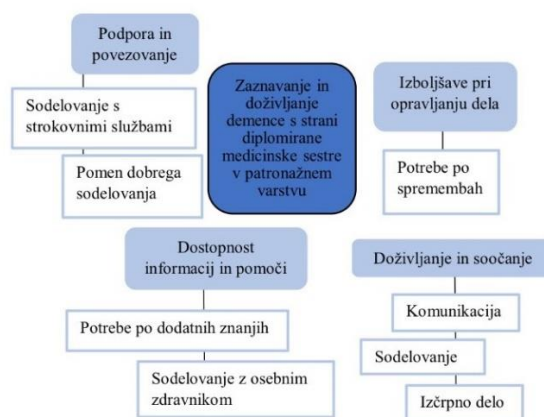 Podpora in
povezovanje
Sodelovanje s
strokovnimi službami
Pomen dobrega
sodelovanja
Zaznavanje in
doživljanje
demence s strani
diplomirane
medicinske sestre
v patronažnem
varstvu
Izboljšave pri
opravljanju dela
Potrebe po
spremembah
Dostopnost
informacij in pomoči
Potrebe po dodatnih znanjih
Sodelovanje z osebnim
zdravnikom
Doživljanje in soočanje
Komunikacija
Sodelovanje
Izčrpno delo